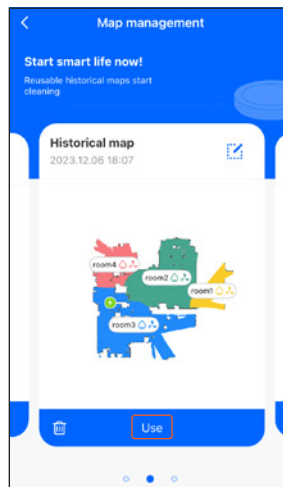 Map management
Start smart life now!
Reusable historical maps start
cleaning
Historical map
2023.12.06 18:07
room4
room2
room1
room3
Use